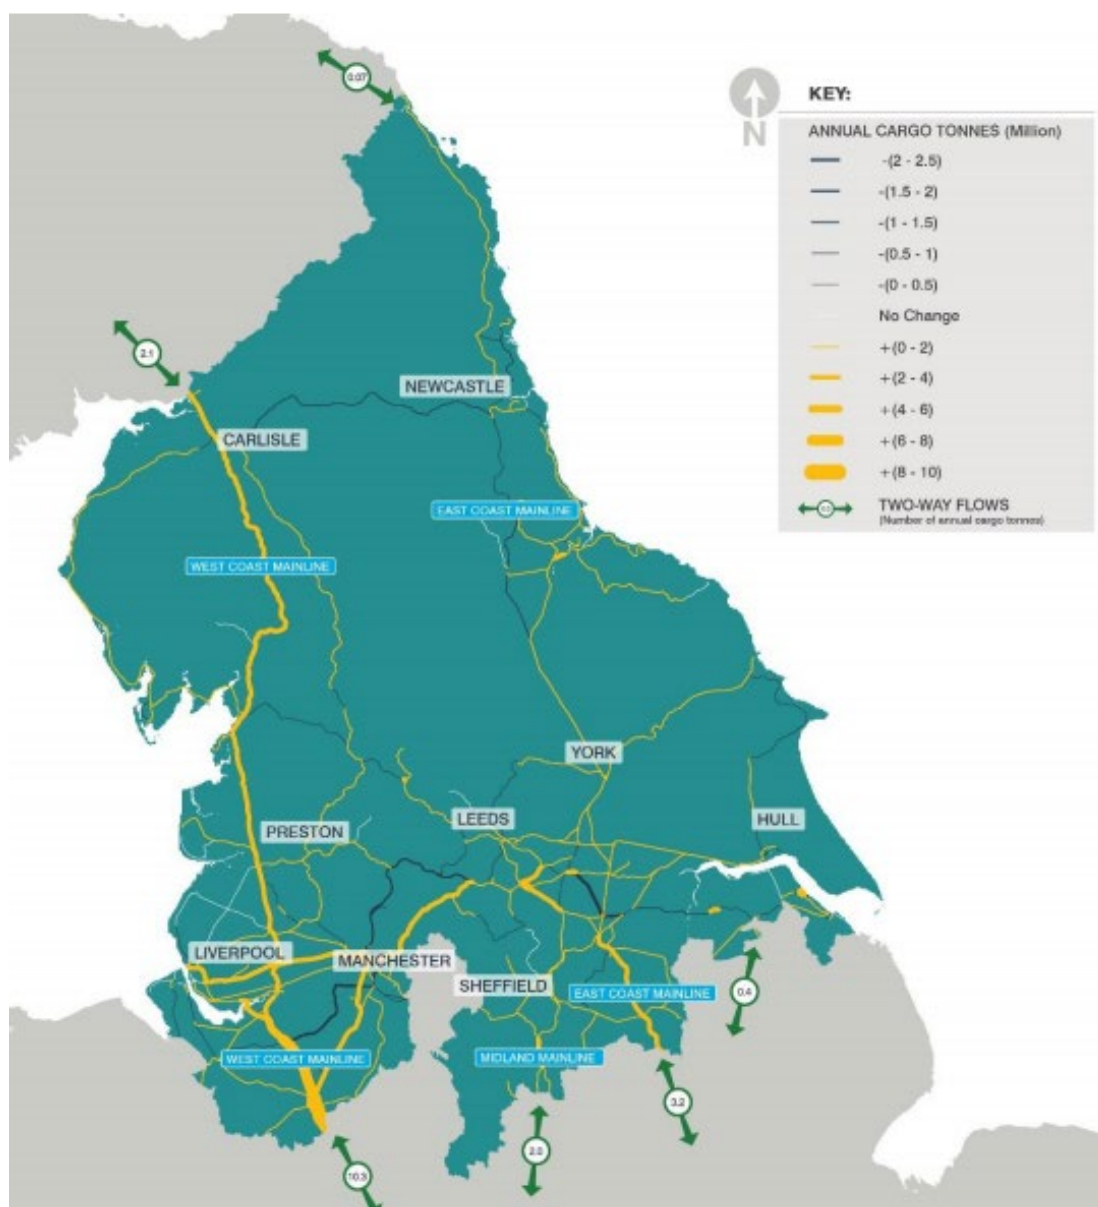 0.07
N
KEY:
ANNUAL CARGO TONNES (Million)
-(2 - 2.5)
-(1.5 - 2)
-(1 - 1.5)
-(0.5 - 1)
-(0 - 0.5)
No Change
+(0 - 2)
+(2 - 4)
+(4 - 6)
+(6 - 8)
+(8 - 10)
TWO-WAY FLOWS
(Number of annual cargo tonnes)
2.1
NEWCASTLE
CARLISLE
EAST COAST MAINLINE
WEST COAST MAINLINE
YORK
LEEDS
HULL
PRESTON
LIVERPOOL
MANCHESTER
SHEFFIELD
EAST COAST MAINLINE
0.4
WEST COAST MAINLINE
MIDLAND MAINLINE
3.2
2.0
10.3